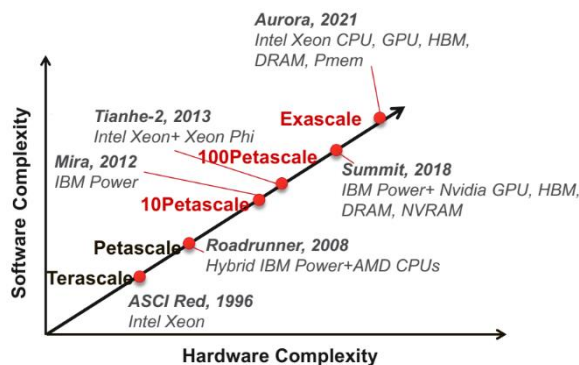 Aurora, 2021
Intel Xeon CPU, GPU, HBM,
DRAM, Pmem
Tianhe-2, 2013
Intel Xeon+ Xeon Phi
Exascale
Mira, 2012
IBM Power
100Petascale
Summit, 2018
IBM Power+ Nvidia GPU, HBM,
DRAM, NVRAM
10Petascale
Petascale
Roadrunner, 2008
Hybrid IBM Power+AMD CPUs
Terascale
ASCI Red, 1996
Intel Xeon
Software Complexity
Hardware Complexity